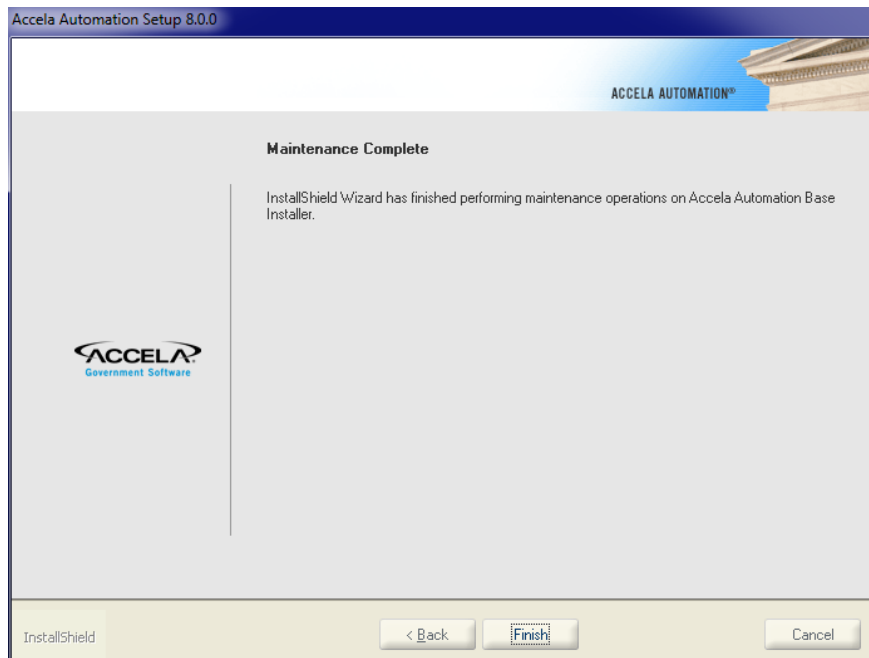 Accela Automation Setup 8.0.0
ACCELA AUTOMATION®
Maintenance Complete
InstallShield Wizard has finished performing maintenance operations on Accela Automation Base
Installer.
ACCELA®
Government Software
InstallShield
< Back
Finish
Cancel